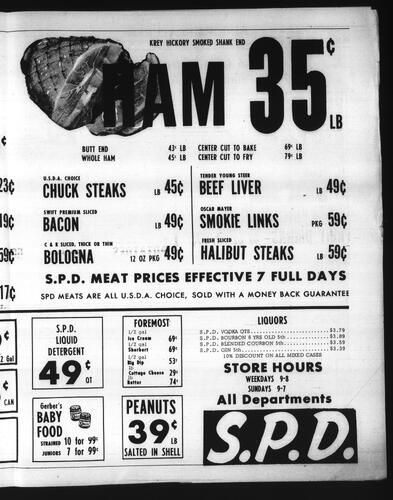 KREY HICKORY SMOKED SHANK END
HAM 35¢ LB
BUTT END 43¢ LB CENTER CUT TO BAKE 69¢ LB
WHOLE HAM 45¢ LB CENTER CUT TO FRY 79¢ LB
U.S.D.A. CHOICE
CHUCK STEAKS LB 45¢
TENDER YOUNG STEER
BEEF LIVER LB 49¢
SWIFT PREMIUM SLICED
BACON LB 49¢
OSCAR MAYER
SMOKIE LINKS PKG 59¢
C & K SLICED, THICK OR THIN
BOLOGNA 12 OZ PKG 49¢
FRESH SLICED
HALIBUT STEAKS LB 59¢
¢
23¢
19¢
59¢
17¢
S.P.D. MEAT PRICES EFFECTIVE 7 FULL DAYS
SPD MEATS ARE ALL U.S.D.A. CHOICE, SOLD WITH A MONEY BACK GUARANTEE
¢
2 Gal
¢
CAN
S.P.D.
LIQUID
DETERGENT
49¢ QT
Gerber's
BABY
FOOD
STRAINED 10 for 99¢
JUNIORS 7 for 99¢
FOREMOST
1/2 gal
Ice Cream 69¢
1/2 gal
Sherbert 69¢
1/2 gal
Big Dip 53¢
lb
Cottage Cheese 29¢
lb
Butter 74¢
PEANUTS
39¢ LB
SALTED IN SHELL
LIQUORS
S.P.D. VODKA QTS. $3.79
S.P.D. BOURBON 8 YRS OLD 5th $3.89
S.P.D. BLENDED BOURBON 5th $3.59
S.P.D. GIN 5th $3.39
10% DISCOUNT ON ALL MIXED CASES
STORE HOURS
WEEKDAYS 9-8
SUNDAYS 9-7
All Departments
S.P.D.